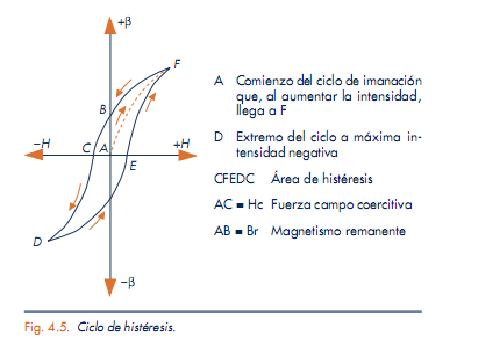 +β
F
B
-H
C
A
+H
E
D
-β
A Comienzo del ciclo de imanación
que, al aumentar la intensidad,
llega a F
D Extremo del ciclo a máxima in-
tensidad negativa
CFEDC Área de histéresis
AC = Hc Fuerza campo coercitiva
AB = Br Magnetismo remanente
Fig. 4.5. Ciclo de histéresis.